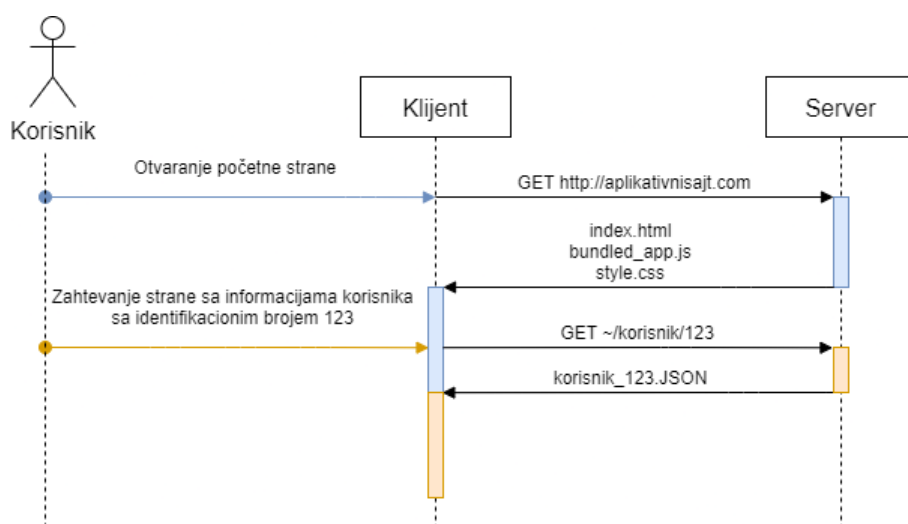 Korisnik
Klijent
Server
Otvaranje početne strane
GET http://aplikativnisajt.com
index.html
bundled_app.js
style.css
Zahtevanje strane sa informacijama korisnika
sa identifikacionim brojem 123
GET ~/korisnik/123
korisnik_123.JSON